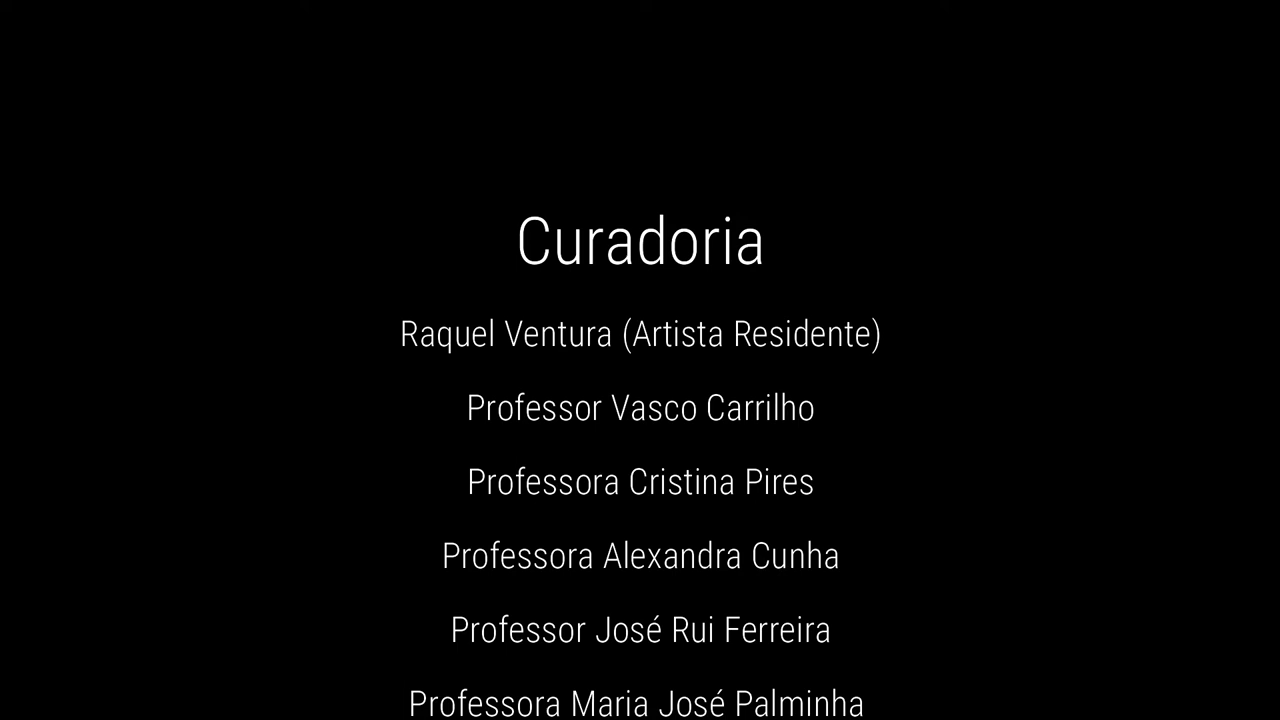 Curadoria
Raquel Ventura (Artista Residente)
Professor Vasco Carrilho
Professora Cristina Pires
Professora Alexandra Cunha
Professor José Rui Ferreira
Professora Maria José Palminha